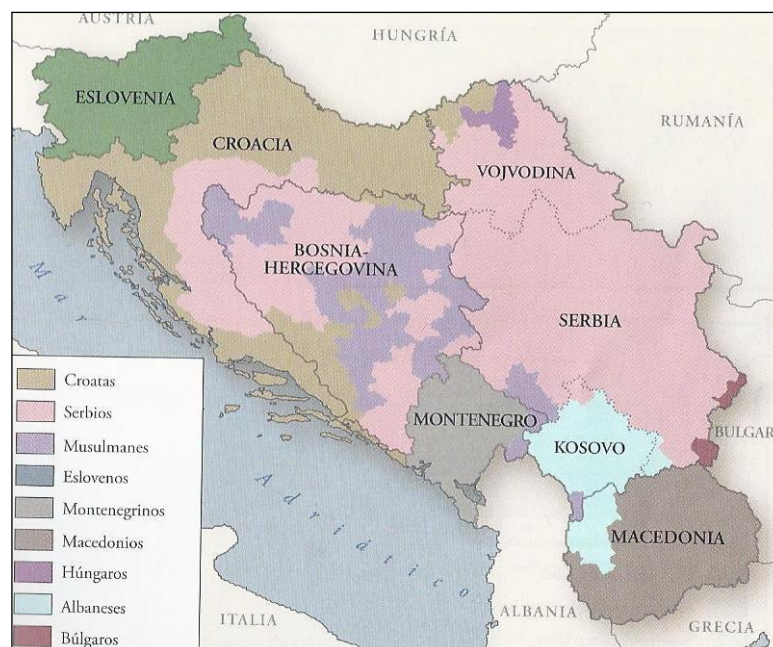 AUSTRIA
HUNGRÍA
ESLOVENIA
CROACIA
RUMANÍA
VOJVODINA
BOSNIA-
HERCEGOVINA
SERBIA
Mar
Adriático
MONTENEGRO
KOSOVO
BULGAR
MACEDONIA
ITALIA
ALBANIA
GRECIA
Croatas
Serbios
Musulmanes
Eslovenos
Montenegrinos
Macedonios
Húngaros
Albaneses
Búlgaros